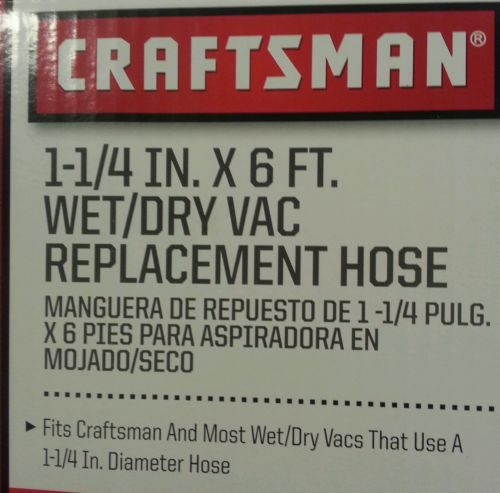 CRAFTSMAN®
1-1/4 IN. X 6 FT.
WET/DRY VAC
REPLACEMENT HOSE
MANGUERA DE REPUESTO DE 1 -1/4 PULG.
X 6 PIES PARA ASPIRADORA EN
MOJADO/SECO
▸ Fits Craftsman And Most Wet/Dry Vacs That Use A
1-1/4 In. Diameter Hose